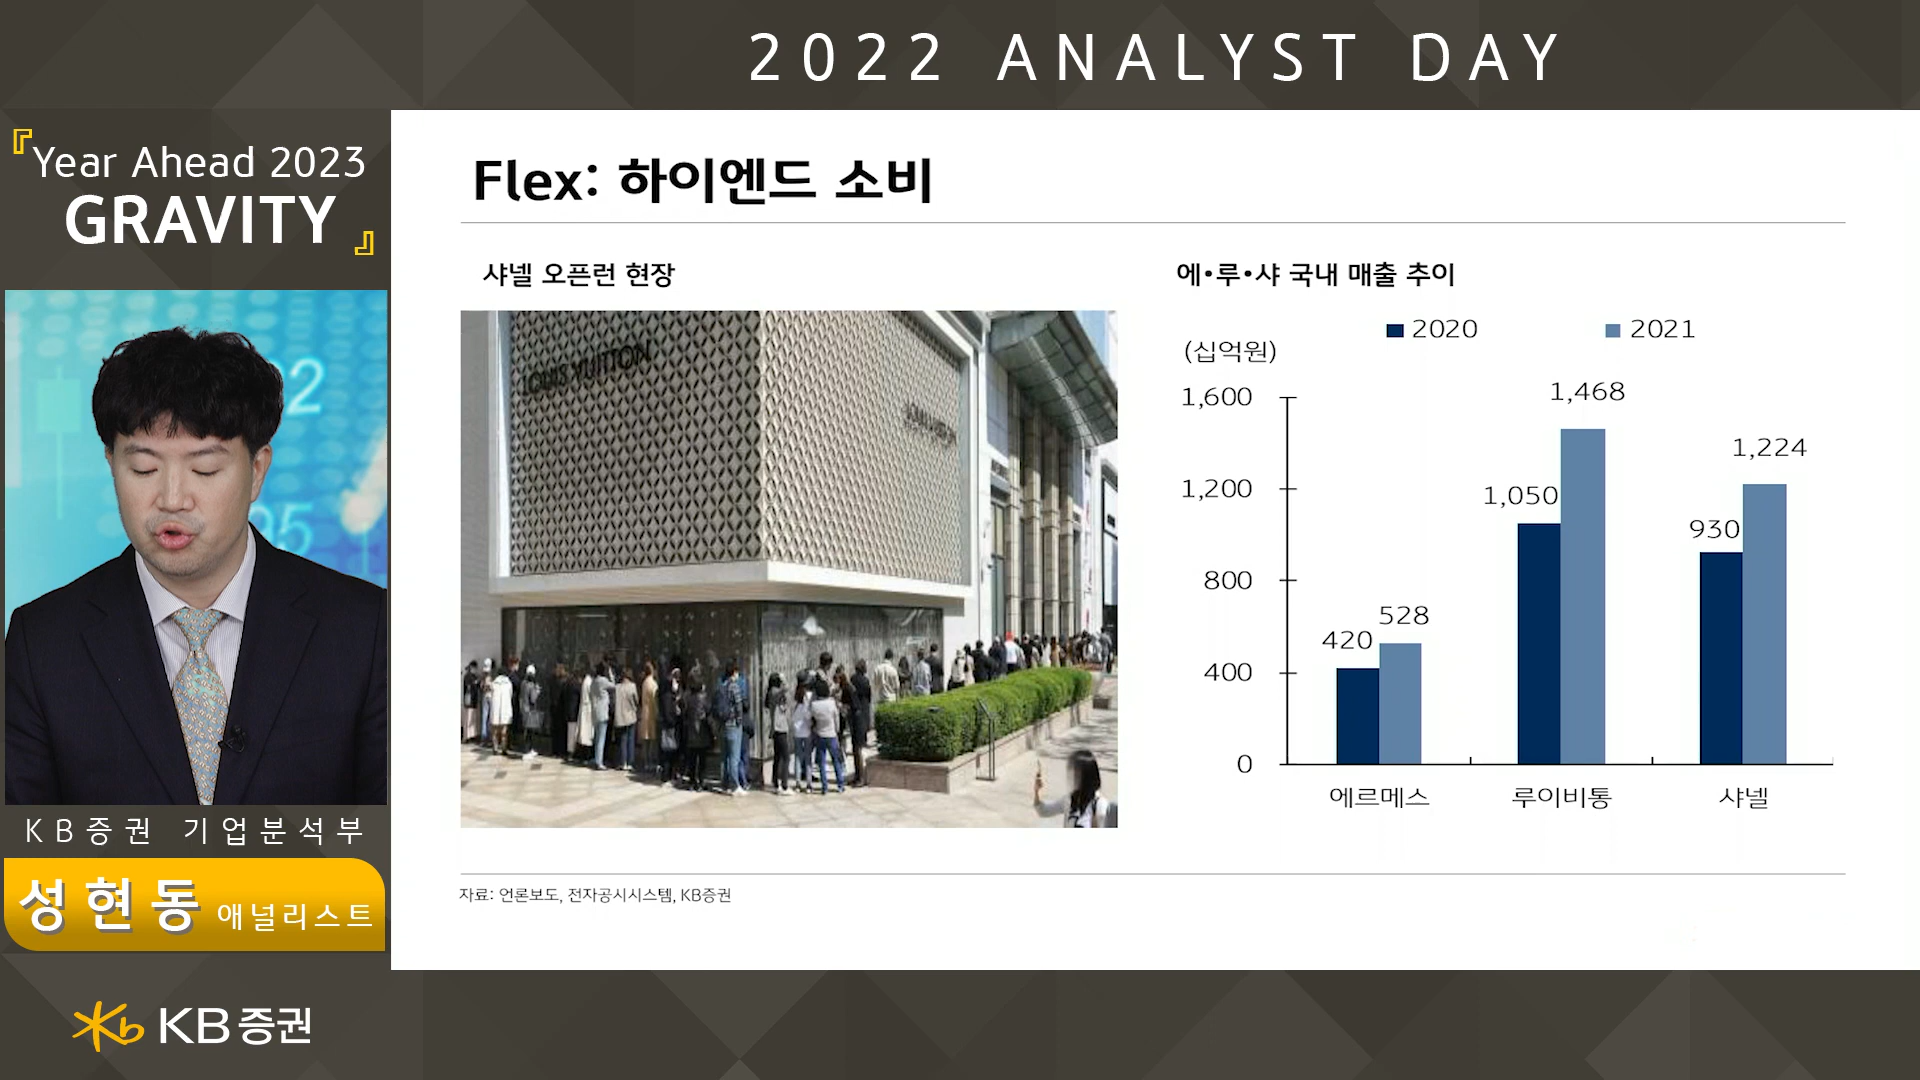 2022 ANALYST DAY
『Year Ahead 2023
GRAVITY』
Flex: 하이엔드 소비
샤넬 오픈런 현장
LOUIS VUITTON
에•루•샤 국내 매출 추이
2020 2021
(십억원)
1,600
1,200
800
400
0
420
528
1,050
1,468
930
1,224
에르메스 루이비통 샤넬
자료: 언론보도, 전자공시시스템, KB증권
KB증권 기업분석부
성현동 애널리스트
KB증권